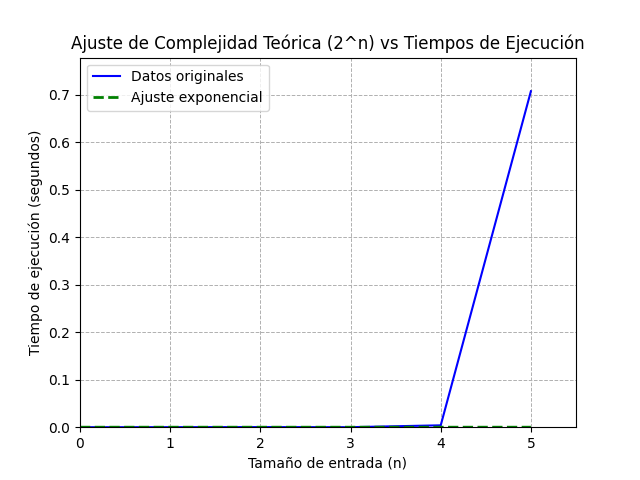 Ajuste de Complejidad Teórica (2^n) vs Tiempos de Ejecución
Datos originales
Ajuste exponencial
Tiempo de ejecución (segundos)
0.7
0.6
0.5
0.4
0.3
0.2
0.1
0.0
0 1 2 3 4 5
Tamaño de entrada (n)